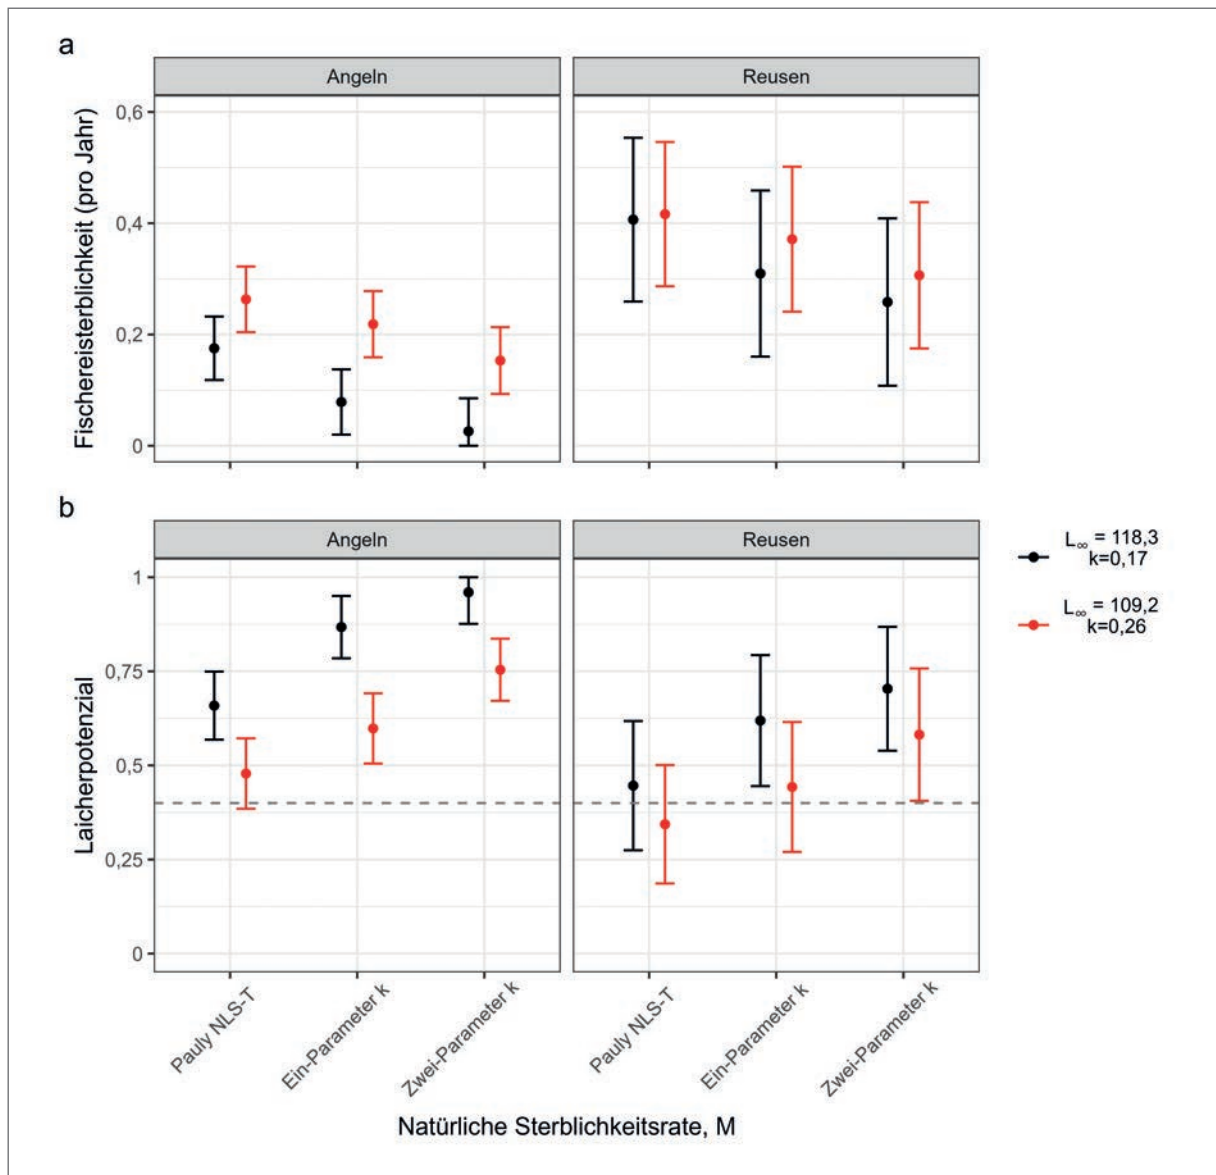 a
Angeln
Reusen
Fischereisterblichkeit (pro Jahr)
0,6
0,4
0,2
0
b
Angeln
Reusen
Laicherpotenzial
1
0,75
0,5
0,25
0
L∞ = 118,3
k=0,17
L∞ = 109,2
k=0,26
Pauly NLS-T
Ein-Parameter k
Zwei-Parameter k
Pauly NLS-T
Ein-Parameter k
Zwei-Parameter k
Natürliche Sterblichkeitsrate, M